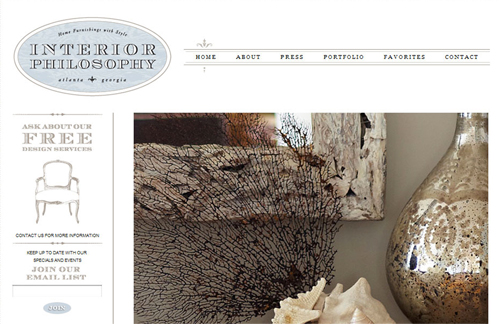 Home Furnishings with Style
INTERIOR
PHILOSOPHY
atlanta georgia
HOME ABOUT PRESS PORTFOLIO FAVORITES CONTACT
ASK ABOUT OUR
FREE
DESIGN SERVICES
CONTACT US FOR MORE INFORMATION
KEEP UP TO DATE WITH OUR
SPECIALS AND EVENTS
JOIN OUR
EMAIL LIST
JOIN